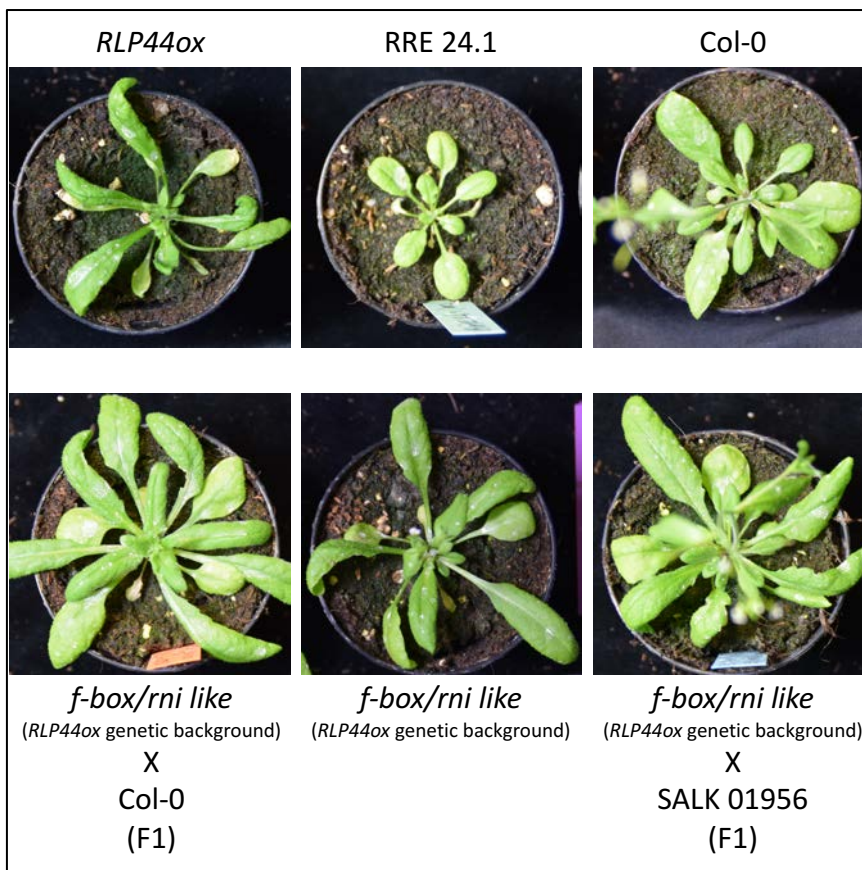 RLP44ox
RRE 24.1
Col-0
f-box/rni like
(RLP44ox genetic background)
X
Col-0
(F1)
f-box/rni like
(RLP44ox genetic background)
f-box/rni like
(RLP44ox genetic background)
X
SALK 01956
(F1)